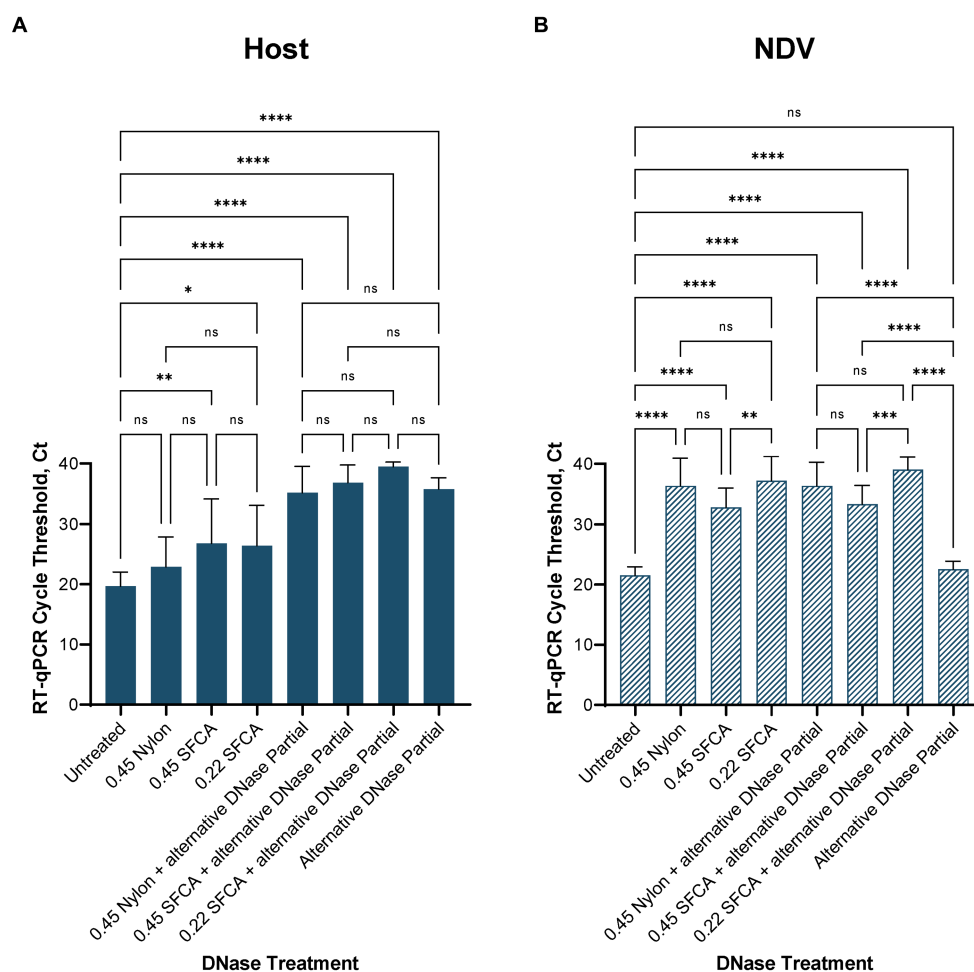 A
Host
****
****
****
****
ns
*
ns
ns
**
ns
ns
ns
ns
ns
ns
ns
40
30
20
10
0
RT-qPCR Cycle Threshold, Ct
Untreated
0.45 Nylon
0.45 SFCA
0.22 SFCA
0.45 Nylon + alternative DNase Partial
0.45 SFCA + alternative DNase Partial
0.22 SFCA + alternative DNase Partial
Alternative DNase Partial
DNase Treatment
B
NDV
ns
****
****
****
****
****
ns
****
****
ns
****
****
ns
**
ns
***
40
30
20
10
0
RT-qPCR Cycle Threshold, Ct
Untreated
0.45 Nylon
0.45 SFCA
0.22 SFCA
0.45 Nylon + alternative DNase Partial
0.45 SFCA + alternative DNase Partial
0.22 SFCA + alternative DNase Partial
Alternative DNase Partial
DNase Treatment